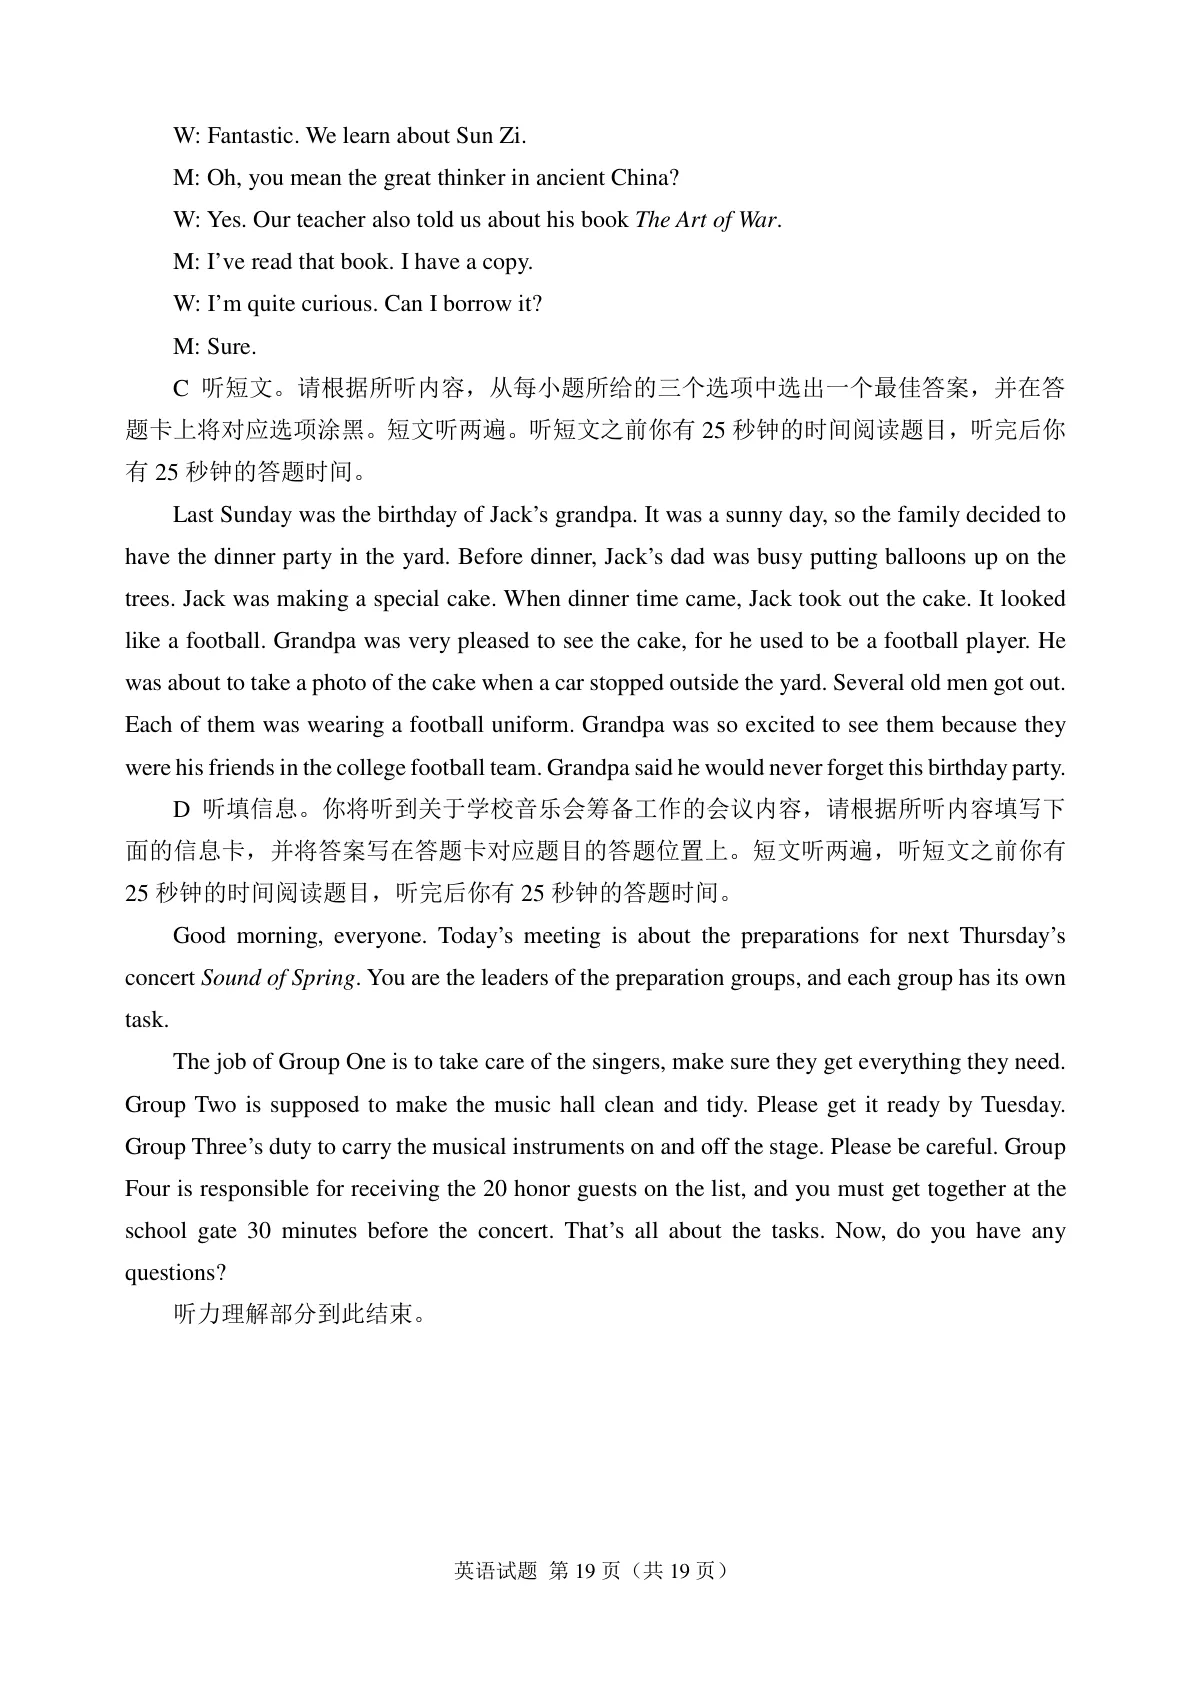 W: Fantastic. We learn about Sun Zi.
M: Oh, you mean the great thinker in ancient China?
W: Yes. Our teacher also told us about his book The Art of War.
M: I’ve read that book. I have a copy.
W: I’m quite curious. Can I borrow it?
M: Sure.
C 听短文。请根据所听内容，从每小题所给的三个选项中选出一个最佳答案，并在答
题卡上将对应选项涂黑。短文听两遍。听短文之前你有 25 秒钟的时间阅读题目，听完后你
有 25 秒钟的答题时间。
Last Sunday was the birthday of Jack’s grandpa. It was a sunny day, so the family decided to
have the dinner party in the yard. Before dinner, Jack’s dad was busy putting balloons up on the
trees. Jack was making a special cake. When dinner time came, Jack took out the cake. It looked
like a football. Grandpa was very pleased to see the cake, for he used to be a football player. He
was about to take a photo of the cake when a car stopped outside the yard. Several old men got out.
Each of them was wearing a football uniform. Grandpa was so excited to see them because they
were his friends in the college football team. Grandpa said he would never forget this birthday party.
D 听填信息。你将听到关于学校音乐会筹备工作的会议内容，请根据所听内容填写下
面的信息卡，并将答案写在答题卡对应题目的答题位置上。短文听两遍，听短文之前你有
25 秒钟的时间阅读题目，听完后你有 25 秒钟的答题时间。
Good morning, everyone. Today’s meeting is about the preparations for next Thursday’s
concert Sound of Spring. You are the leaders of the preparation groups, and each group has its own
task.
The job of Group One is to take care of the singers, make sure they get everything they need.
Group Two is supposed to make the music hall clean and tidy. Please get it ready by Tuesday.
Group Three’s duty to carry the musical instruments on and off the stage. Please be careful. Group
Four is responsible for receiving the 20 honor guests on the list, and you must get together at the
school gate 30 minutes before the concert. That’s all about the tasks. Now, do you have any
questions?
听力理解部分到此结束。
英语试题 第 19 页（共 19 页）